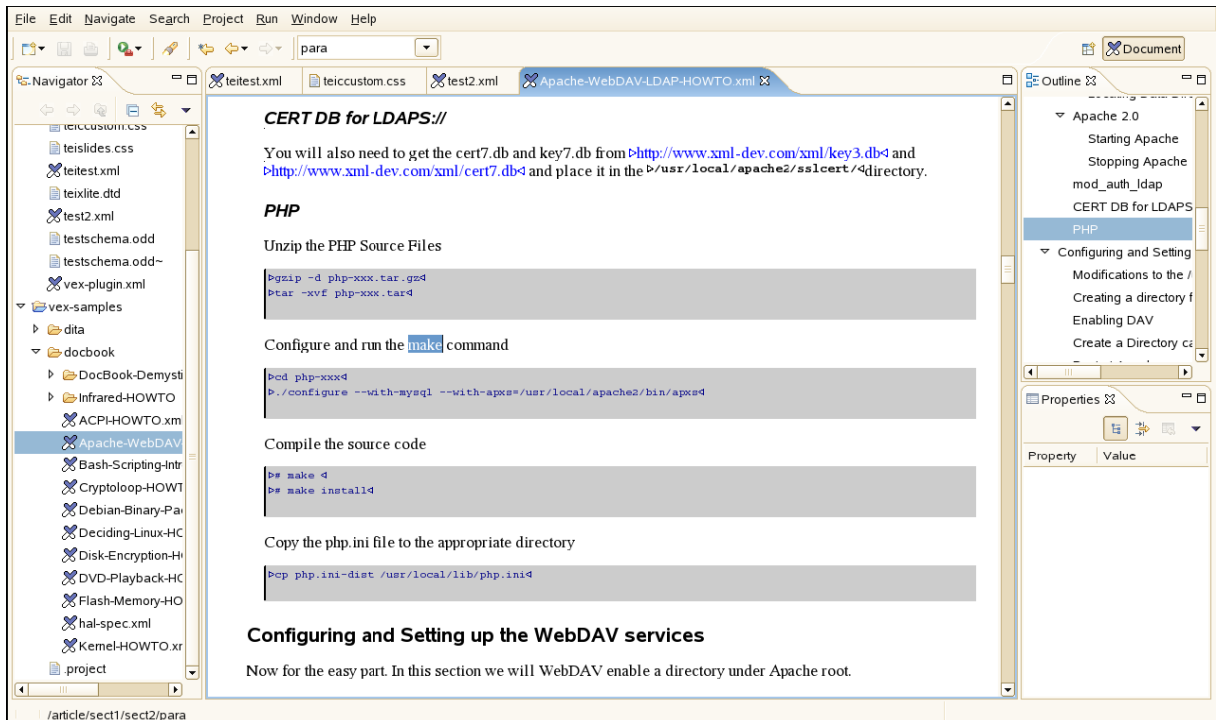 File Edit Navigate Search Project Run Window Help
para
Document
Navigator
teiccustom.css
teislides.css
teitest.xml
teixlite.dtd
test2.xml
testschema.odd
testschema.odd~
vex-plugin.xml
vex-samples
dita
docbook
DocBook-Demysti
Infrared-HOWTO
ACPI-HOWTO.xm
Apache-WebDAV-
Bash-Scripting-Intr
Cryptoloop-HOWT
Debian-Binary-Pa
Deciding-Linux-HC
Disk-Encryption-H
DVD-Playback-HC
Flash-Memory-HO
hal-spec.xml
Kernel-HOWTO.xr
.project
teitest.xml teiccustom.css test2.xml Apache-WebDAV-LDAP-HOWTO.xml
CERT DB for LDAPS://
You will also need to get the cert7.db and key7.db from http://www.xml-dev.com/xml/key3.db and
http://www.xml-dev.com/xml/cert7.db and place it in the /usr/local/apache2/sslcert/ directory.
PHP
Unzip the PHP Source Files
gzip -d php-xxx.tar.gz
tar -xvf php-xxx.tar
Configure and run the make command
cd php-xxx
./configure --with-mysql --with-apxs=/usr/local/apache2/bin/apxs
Compile the source code
# make
# make install
Copy the php.ini file to the appropriate directory
cp php.ini-dist /usr/local/lib/php.ini
Configuring and Setting up the WebDAV services
Now for the easy part. In this section we will WebDAV enable a directory under Apache root.
Outline
Apache 2.0
Starting Apache
Stopping Apache
mod_auth_ldap
CERT DB for LDAPS
PHP
Configuring and Setting
Modifications to the /
Creating a directory f
Enabling DAV
Create a Directory ca
Properties
Property Value
/article/sect1/sect2/para